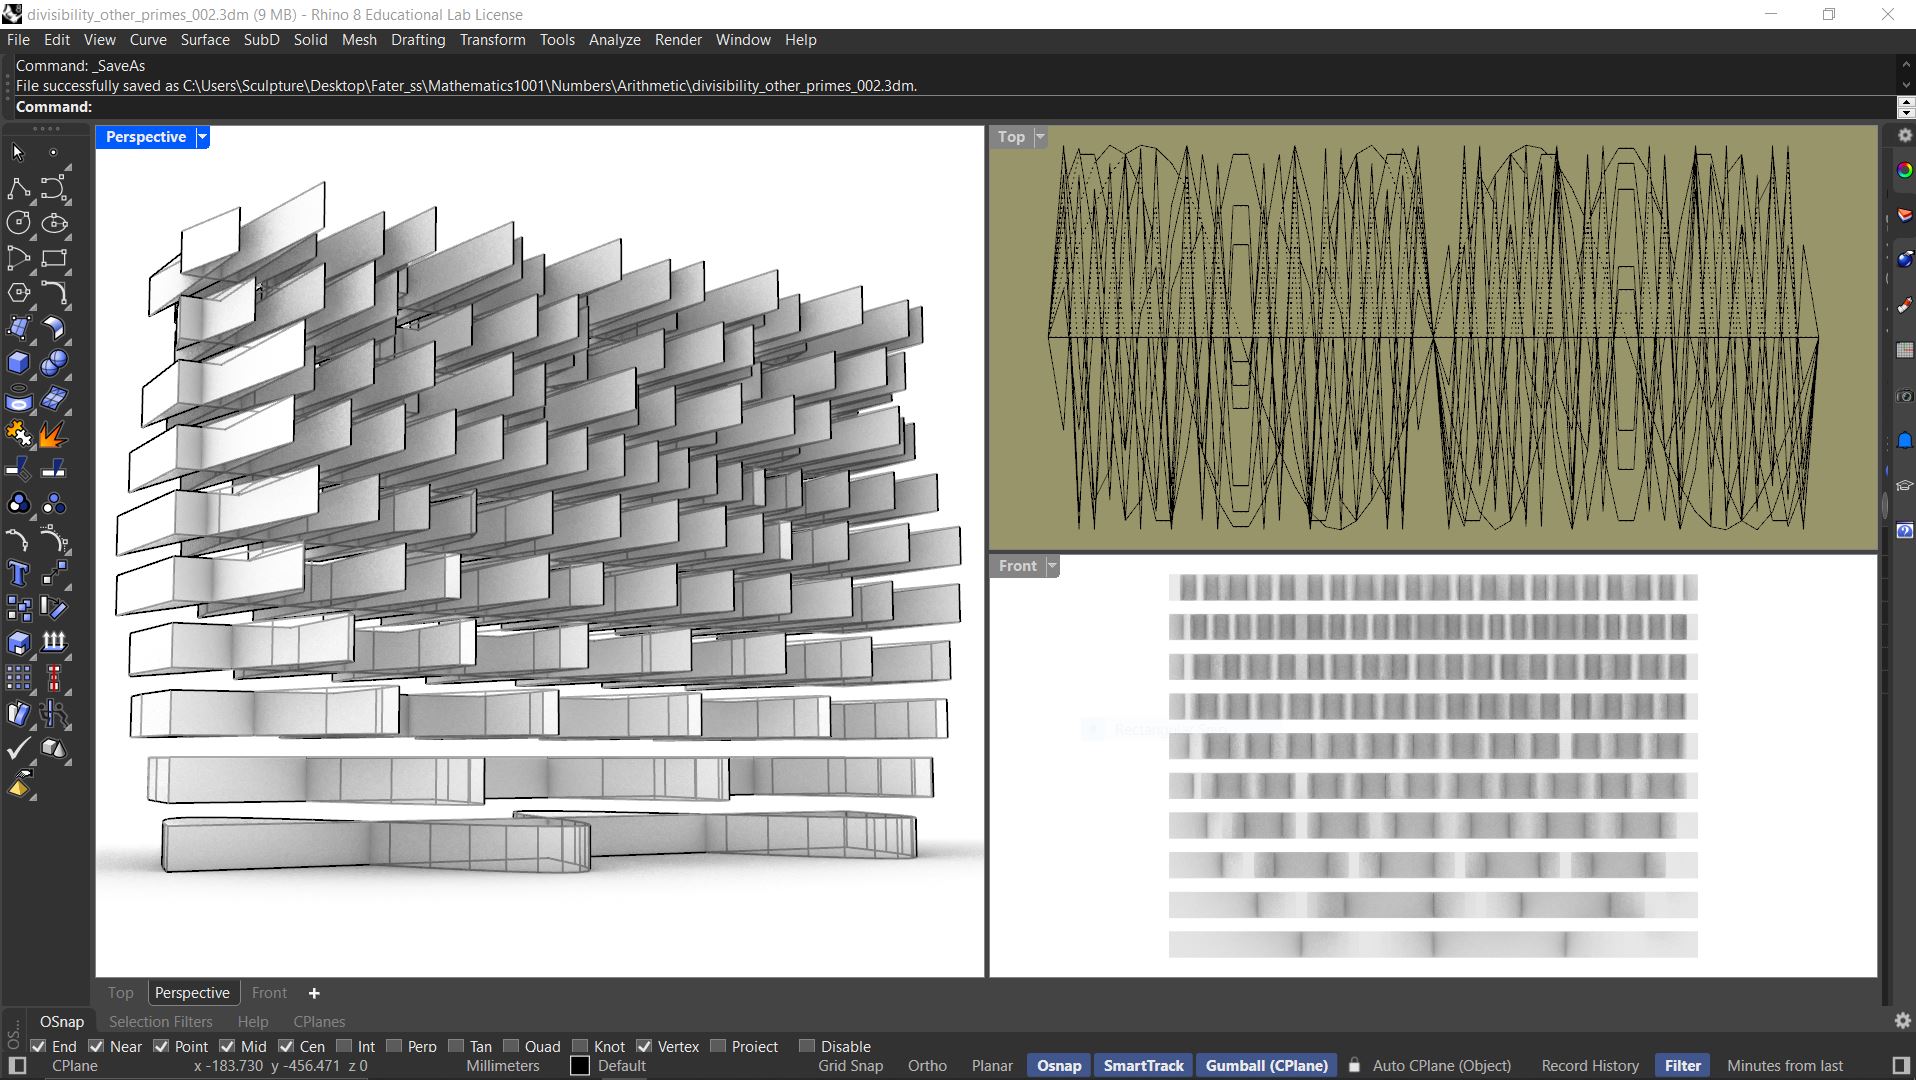 divisibility_other_primes_002.3dm (9 MB) - Rhino 8 Educational Lab License
File Edit View Curve Surface SubD Solid Mesh Drafting Transform Tools Analyze Render Window Help
Command: _SaveAs
File successfully saved as C:\Users\Sculpture\Desktop\Fater_ss\Mathematics1001\Numbers\Arithmetic\divisibility_other_primes_002.3dm.
Command:
Perspective
Top
Front
Top Perspective Front
OSnap Selection Filters Help CPlanes
End Near Point Mid Cen Int Perp Tan Quad Knot Vertex Project Disable
CPlane x -183.730 y -456.471 z 0 Millimeters Default Grid Snap Ortho Planar Osnap SmartTrack Gumball (CPlane) Auto CPlane (Object) Record History Filter Minutes from last